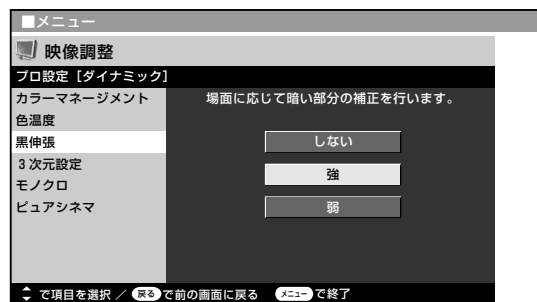 ■メニュー
映像調整
プロ設定［ダイナミック］
カラーマネージメント
色温度
黒伸張
3次元設定
モノクロ
ピュアシネマ
場面に応じて暗い部分の補正を行います。
しない
強
弱
で項目を選択 ／ 戻る で前の画面に戻る メニュー で終了